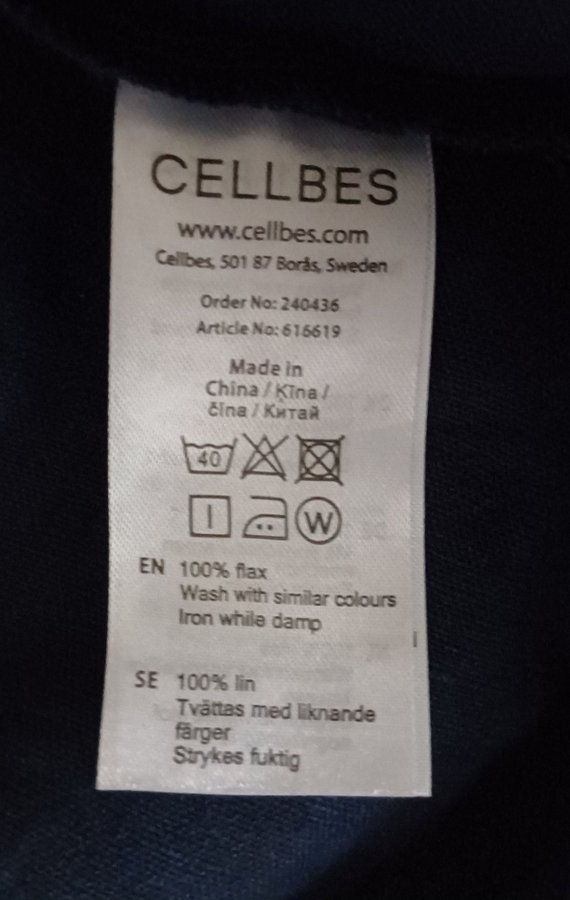 CELLBES
www.cellbes.com
Cellbes, 501 87 Borås, Sweden
Order No: 240436
Article No: 616619
Made in
China / Ķīna /
čīna / Китай
40
W
EN 100% flax
Wash with similar colours
Iron while damp
SE 100% lin
Tvättas med liknande
färger
Strykes fuktig